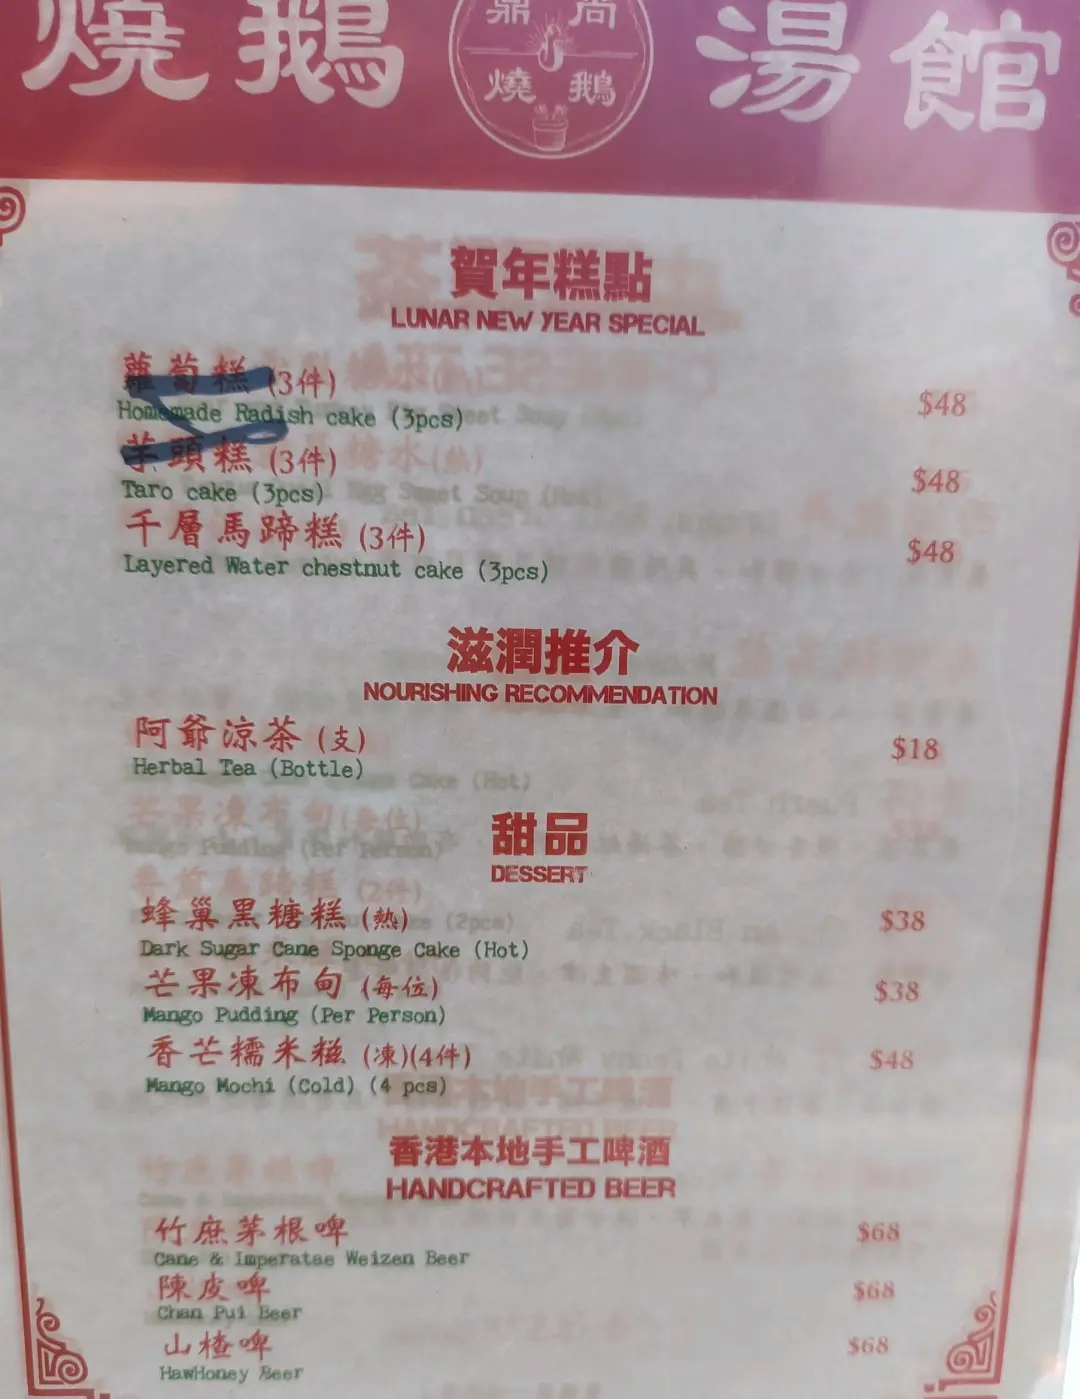 燒鵝 鼎尚 湯館
燒鵝
賀年糕點
LUNAR NEW YEAR SPECIAL
蘿蔔糕 (3件) $48
Homemade Radish cake (3pcs)
芋頭糕 (3件) $48
Taro cake (3pcs)
千層馬蹄糕 (3件) $48
Layered Water chestnut cake (3pcs)
滋潤推介
NOURISHING RECOMMENDATION
阿爺涼茶 (支) $18
Herbal Tea (Bottle)
甜品
DESSERT
蜂巢黑糖糕 (熱) $38
Dark Sugar Cane Sponge Cake (Hot)
芒果凍布甸 (每位) $38
Mango Pudding (Per Person)
香芒糯米糍 (凍)(4件) $48
Mango Mochi (Cold) (4 pcs)
香港本地手工啤酒
HANDCRAFTED BEER
竹庶茅根啤 $68
Cane & Imperatae Weizen Beer
陳皮啤 $68
Chan Pui Beer
山楂啤 $68
HawHoney Beer